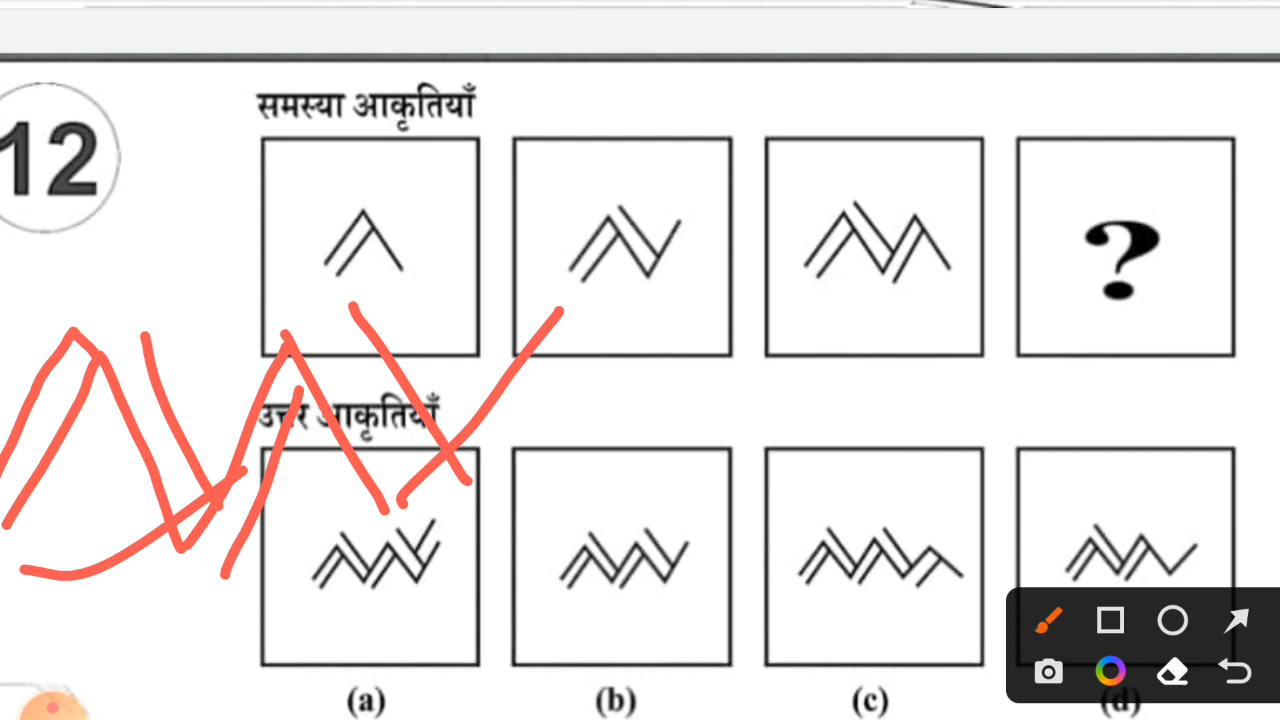 12
समस्या आकृतियाँ
?
उत्तर आकृतियाँ
(a) (b) (c) (d)